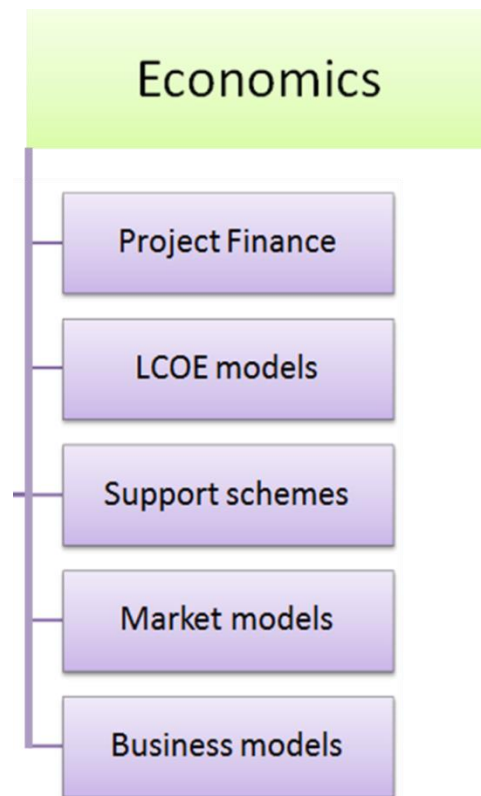 Economics
Project Finance
LCOE models
Support schemes
Market models
Business models